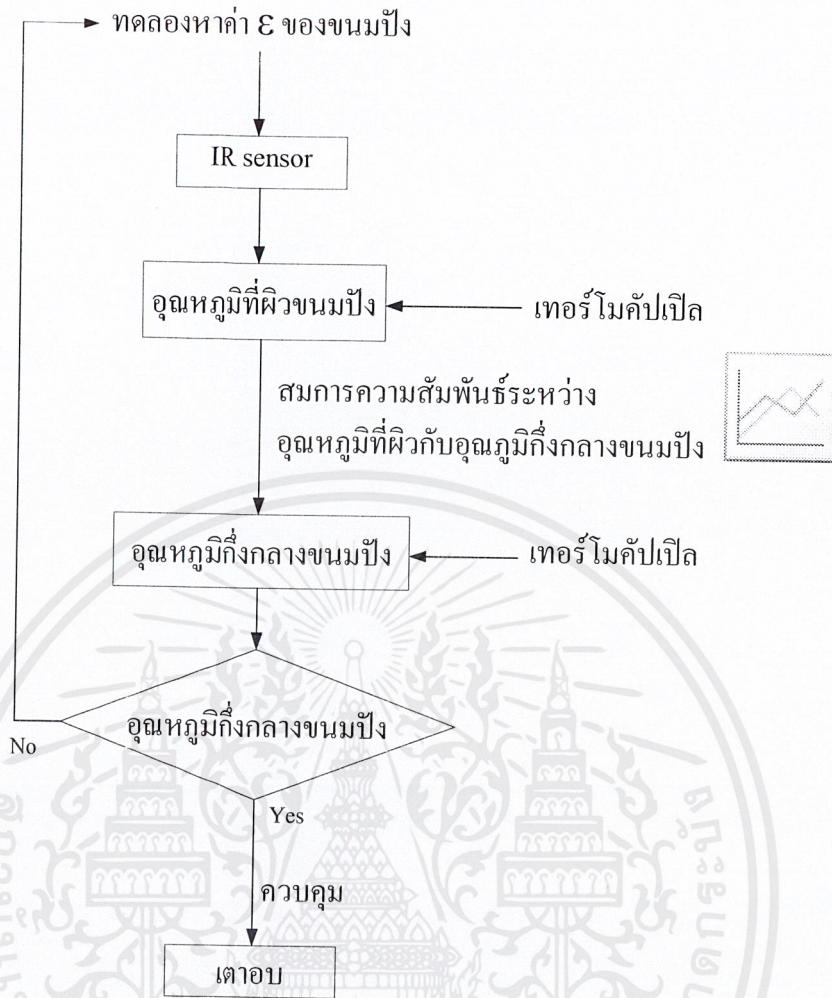 ทดลองหาค่า ε ของขนมปัง
IR sensor
อุณหภูมิที่ผิวขนมปัง
เทอร์โมคัปเปิล
สมการความสัมพันธ์ระหว่าง
อุณหภูมิที่ผิวกับอุณภูมิกึ่งกลางขนมปัง
อุณหภูมิกึ่งกลางขนมปัง
เทอร์โมคัปเปิล
อุณหภูมิกึ่งกลางขนมปัง
No
Yes
ควบคุม
เตาอบ